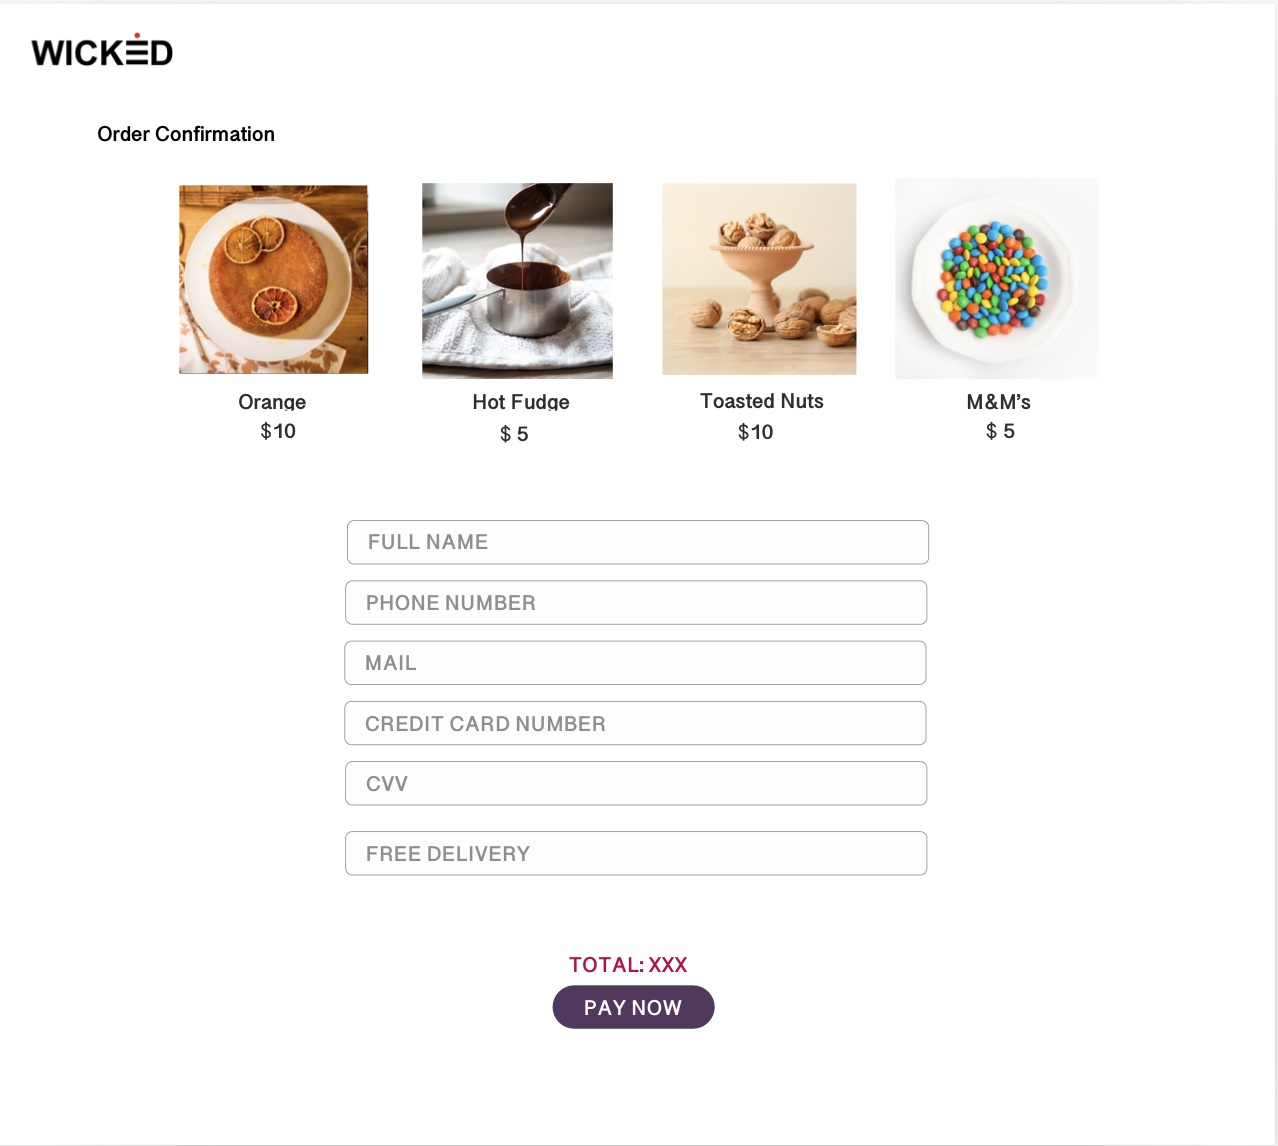 WICKED
Order Confirmation
Orange
$10
Hot Fudge
$ 5
Toasted Nuts
$10
M&M’s
$ 5
FULL NAME
PHONE NUMBER
MAIL
CREDIT CARD NUMBER
CVV
FREE DELIVERY
TOTAL: XXX
PAY NOW